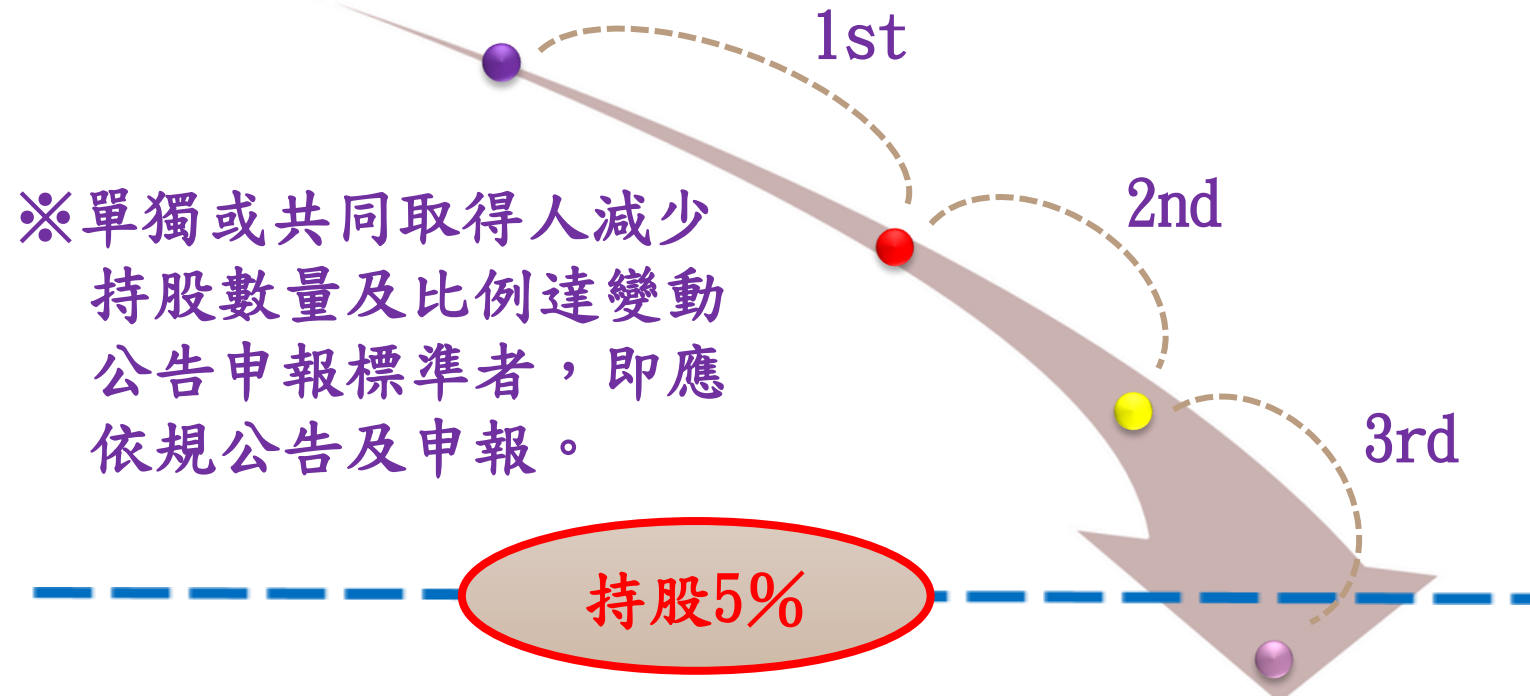 1st
2nd
※單獨或共同取得人減少
持股數量及比例達變動
公告申報標準者，即應
依規公告及申報。
3rd
持股5%